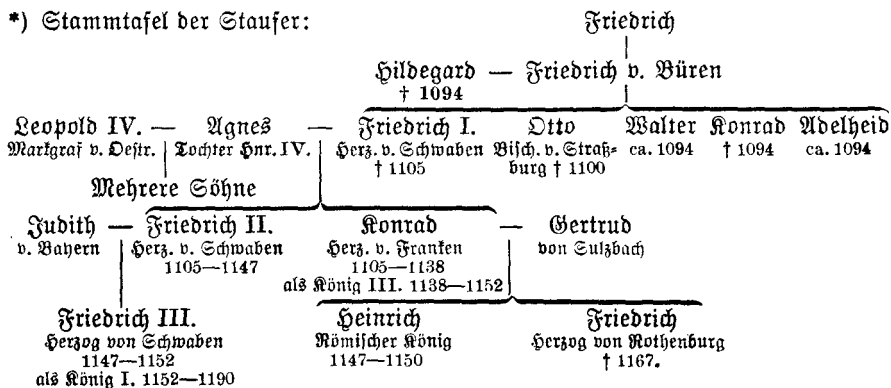 *) Stammtafel der Staufer: Friedrich
Hildegard — Friedrich v. Büren
† 1094
Leopold IV. — Agnes — Friedrich I. Otto Walter Konrad Adelheid
Markgraf v. Oestr. Tochter Hnr. IV. Herz. v. Schwaben Bisch. v. Straß- ca. 1094 † 1094 ca. 1094
† 1105 burg † 1100
Mehrere Söhne
Judith — Friedrich II. Konrad — Gertrud
v. Bayern Herz. v. Schwaben Herz. v. Franken von Sulzbach
1105—1147 1105—1138
als König III. 1138—1152
Friedrich III. Heinrich Friedrich
Herzog von Schwaben Römischer König Herzog von Rothenburg
1147—1152 1147—1150 † 1167.
als König I. 1152—1190